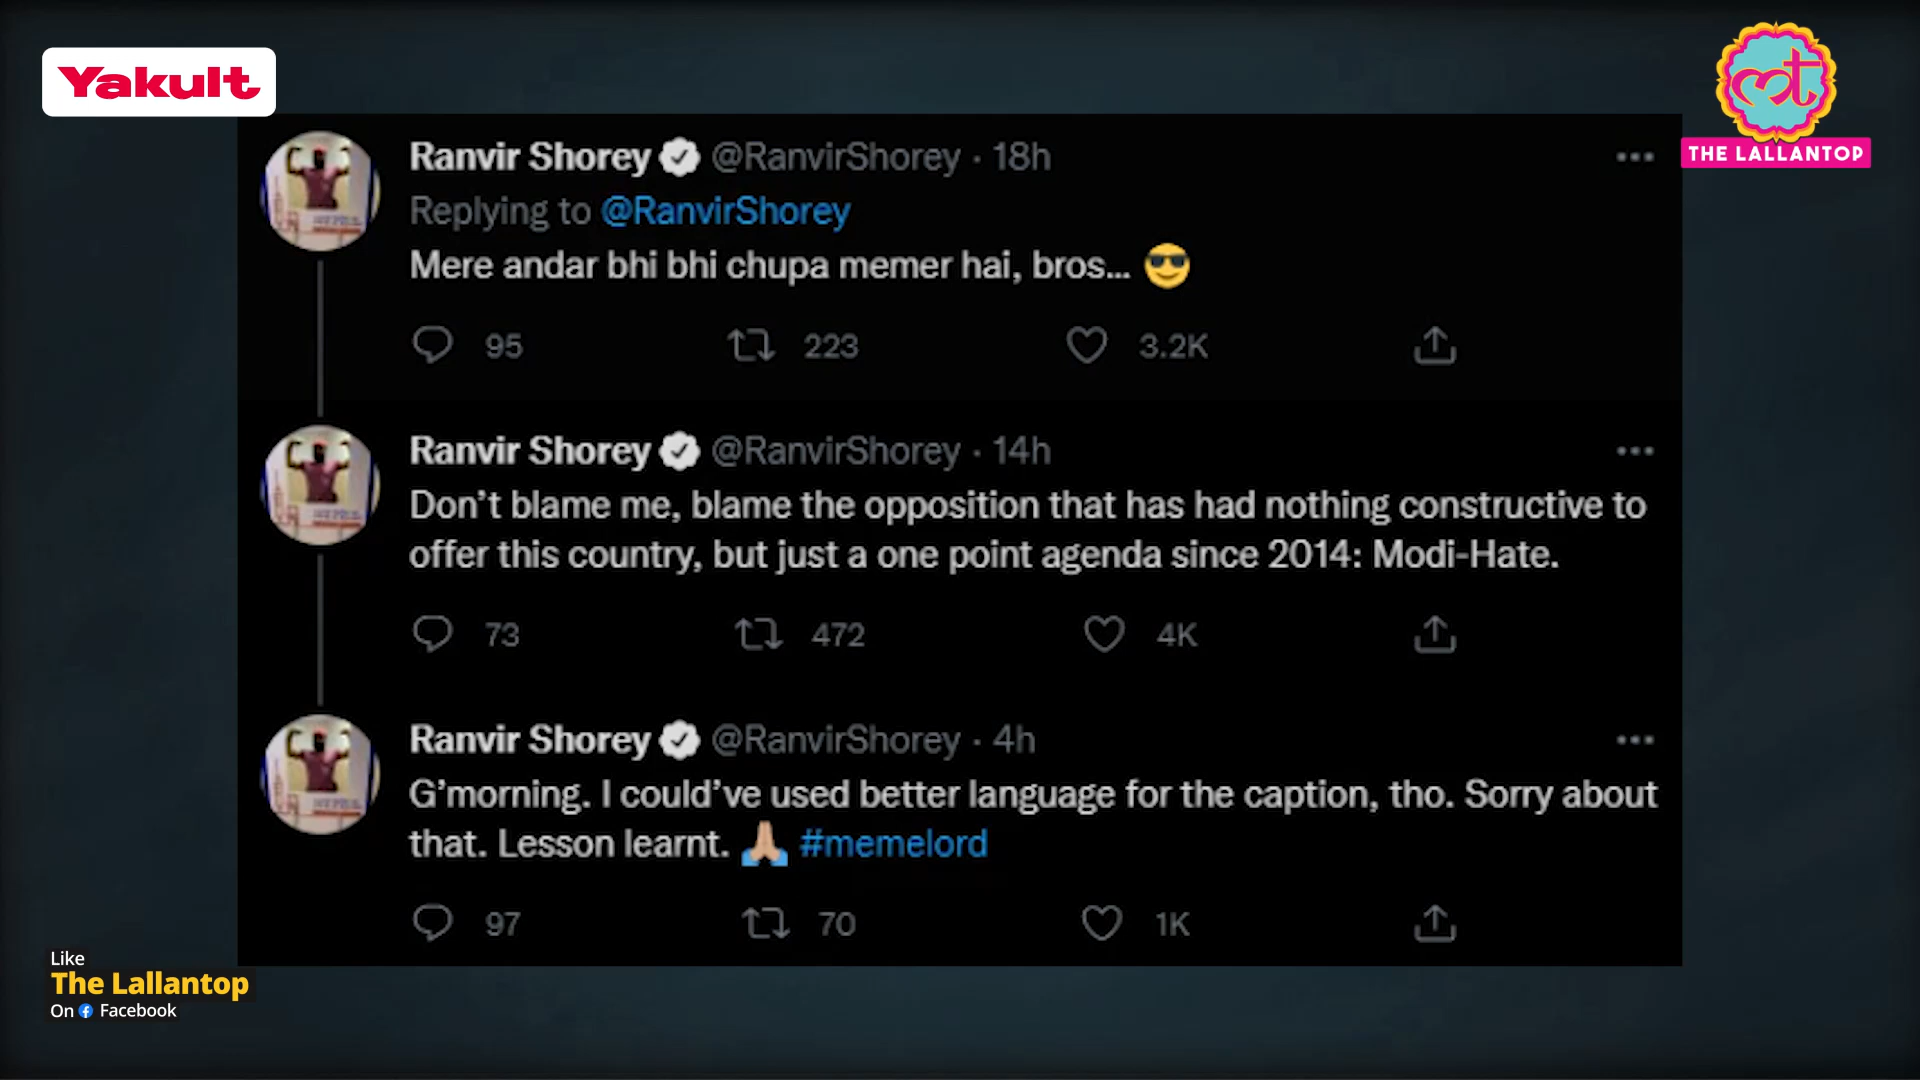 Yakult
THE LALLANTOP
Ranvir Shorey @RanvirShorey · 18h
Replying to @RanvirShorey
Mere andar bhi bhi chupa memer hai, bros... 😎
95 223 3.2K
Ranvir Shorey @RanvirShorey · 14h
Don't blame me, blame the opposition that has had nothing constructive to
offer this country, but just a one point agenda since 2014: Modi-Hate.
73 472 4K
Ranvir Shorey @RanvirShorey · 4h
G'morning. I could've used better language for the caption, tho. Sorry about
that. Lesson learnt. 🙏🏼 #memelord
97 70 1K
Like
The Lallantop
On Facebook